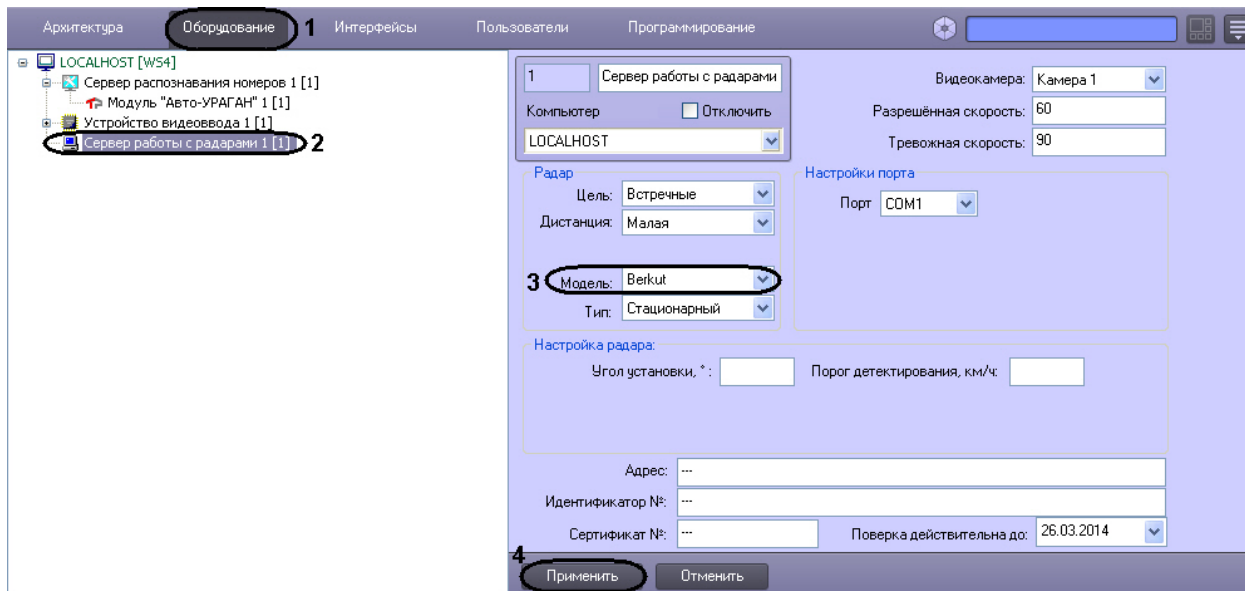 Архитектура Оборудование 1 Интерфейсы Пользователи Программирование
LOCALHOST [WS4]
Сервер распознавания номеров 1 [1]
Модуль "Авто-УРАГАН" 1 [1]
Устройство видеоввода 1 [1]
Сервер работы с радарами 1 [1] 2
1 Сервер работы с радарами
Компьютер Отключить
LOCALHOST
Видеокамера: Камера 1
Разрешённая скорость: 60
Тревожная скорость: 90
Радар
Цель: Встречные
Дистанция: Малая
3 Модель: Berkut
Тип: Стационарный
Настройки порта
Порт COM1
Настройка радара:
Угол установки, ° : Порог детектирования, км/ч:
Адрес: ---
Идентификатор №: ---
Сертификат №: --- Поверка действительна до: 26.03.2014
4
Применить Отменить